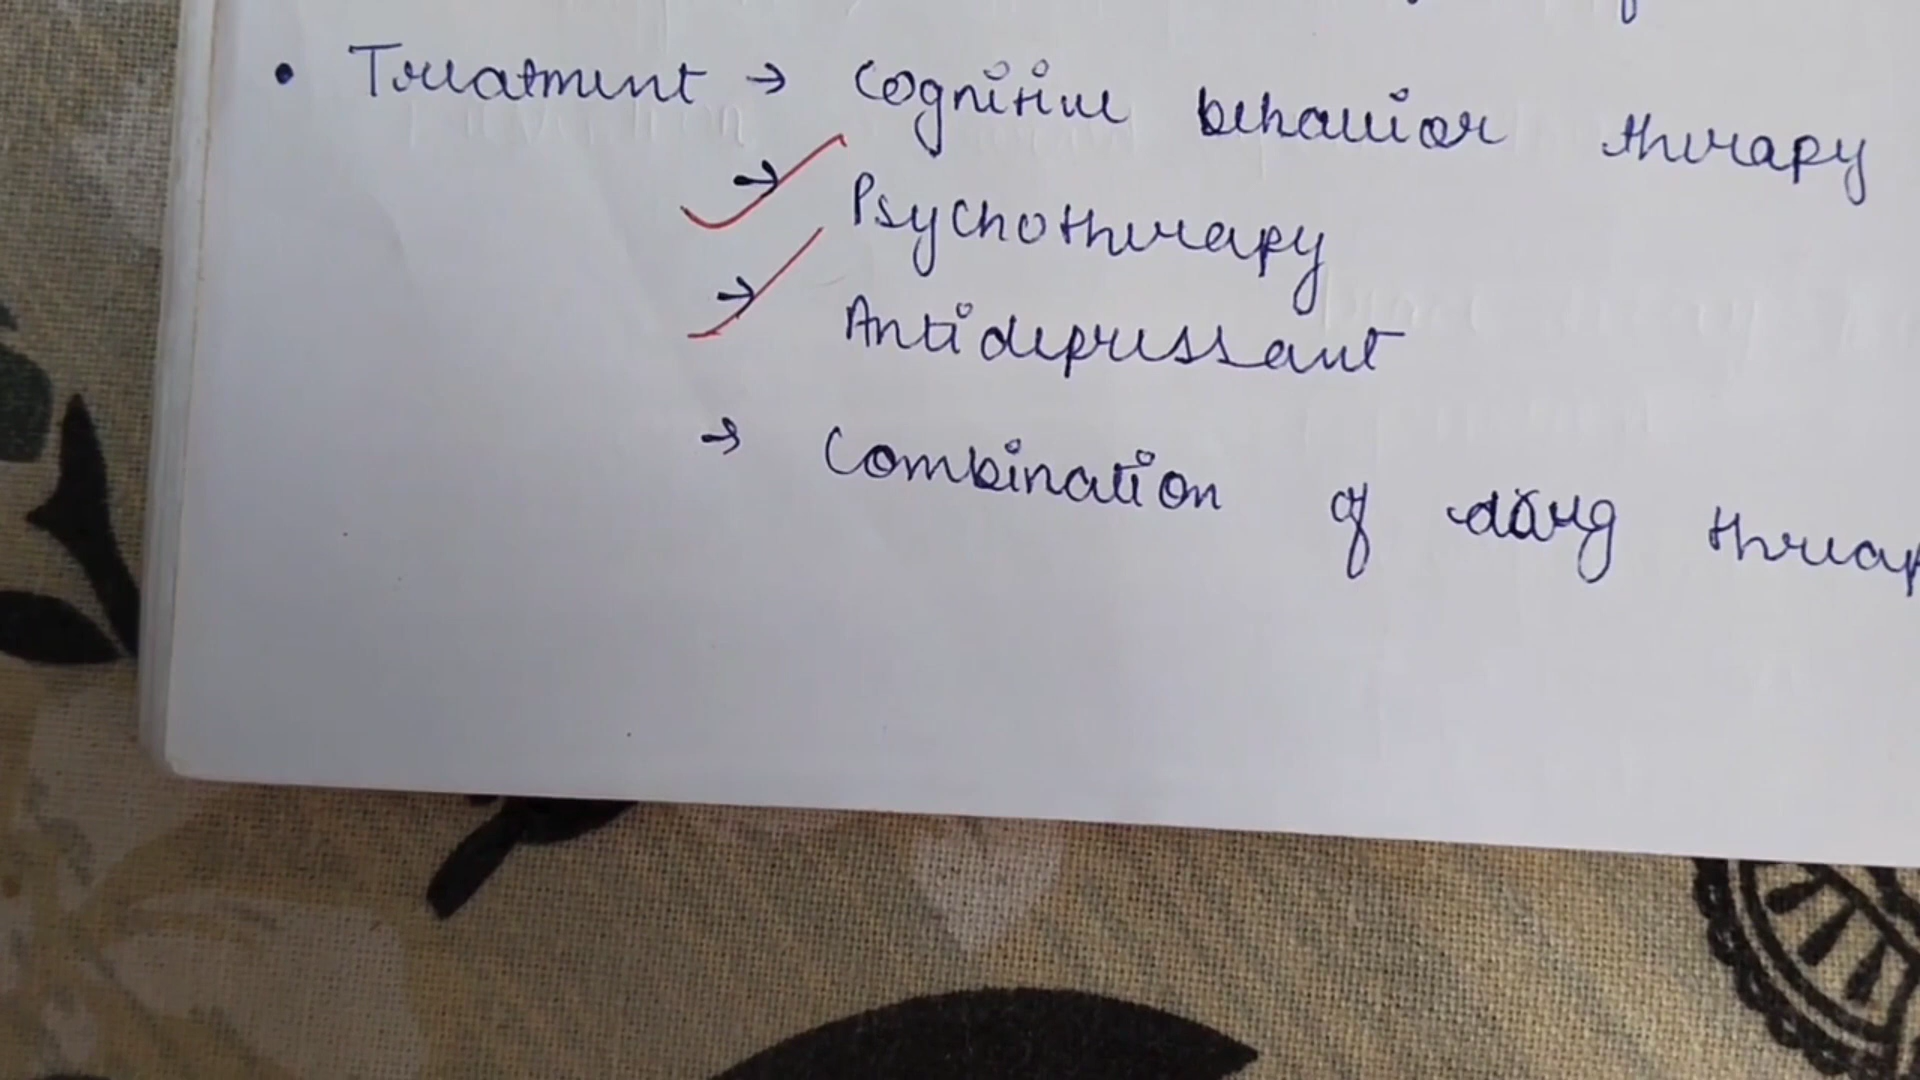 • Treatment → Cognitive behavior therapy
→ Psychotherapy
→ Antidepressant
→ Combination of drug